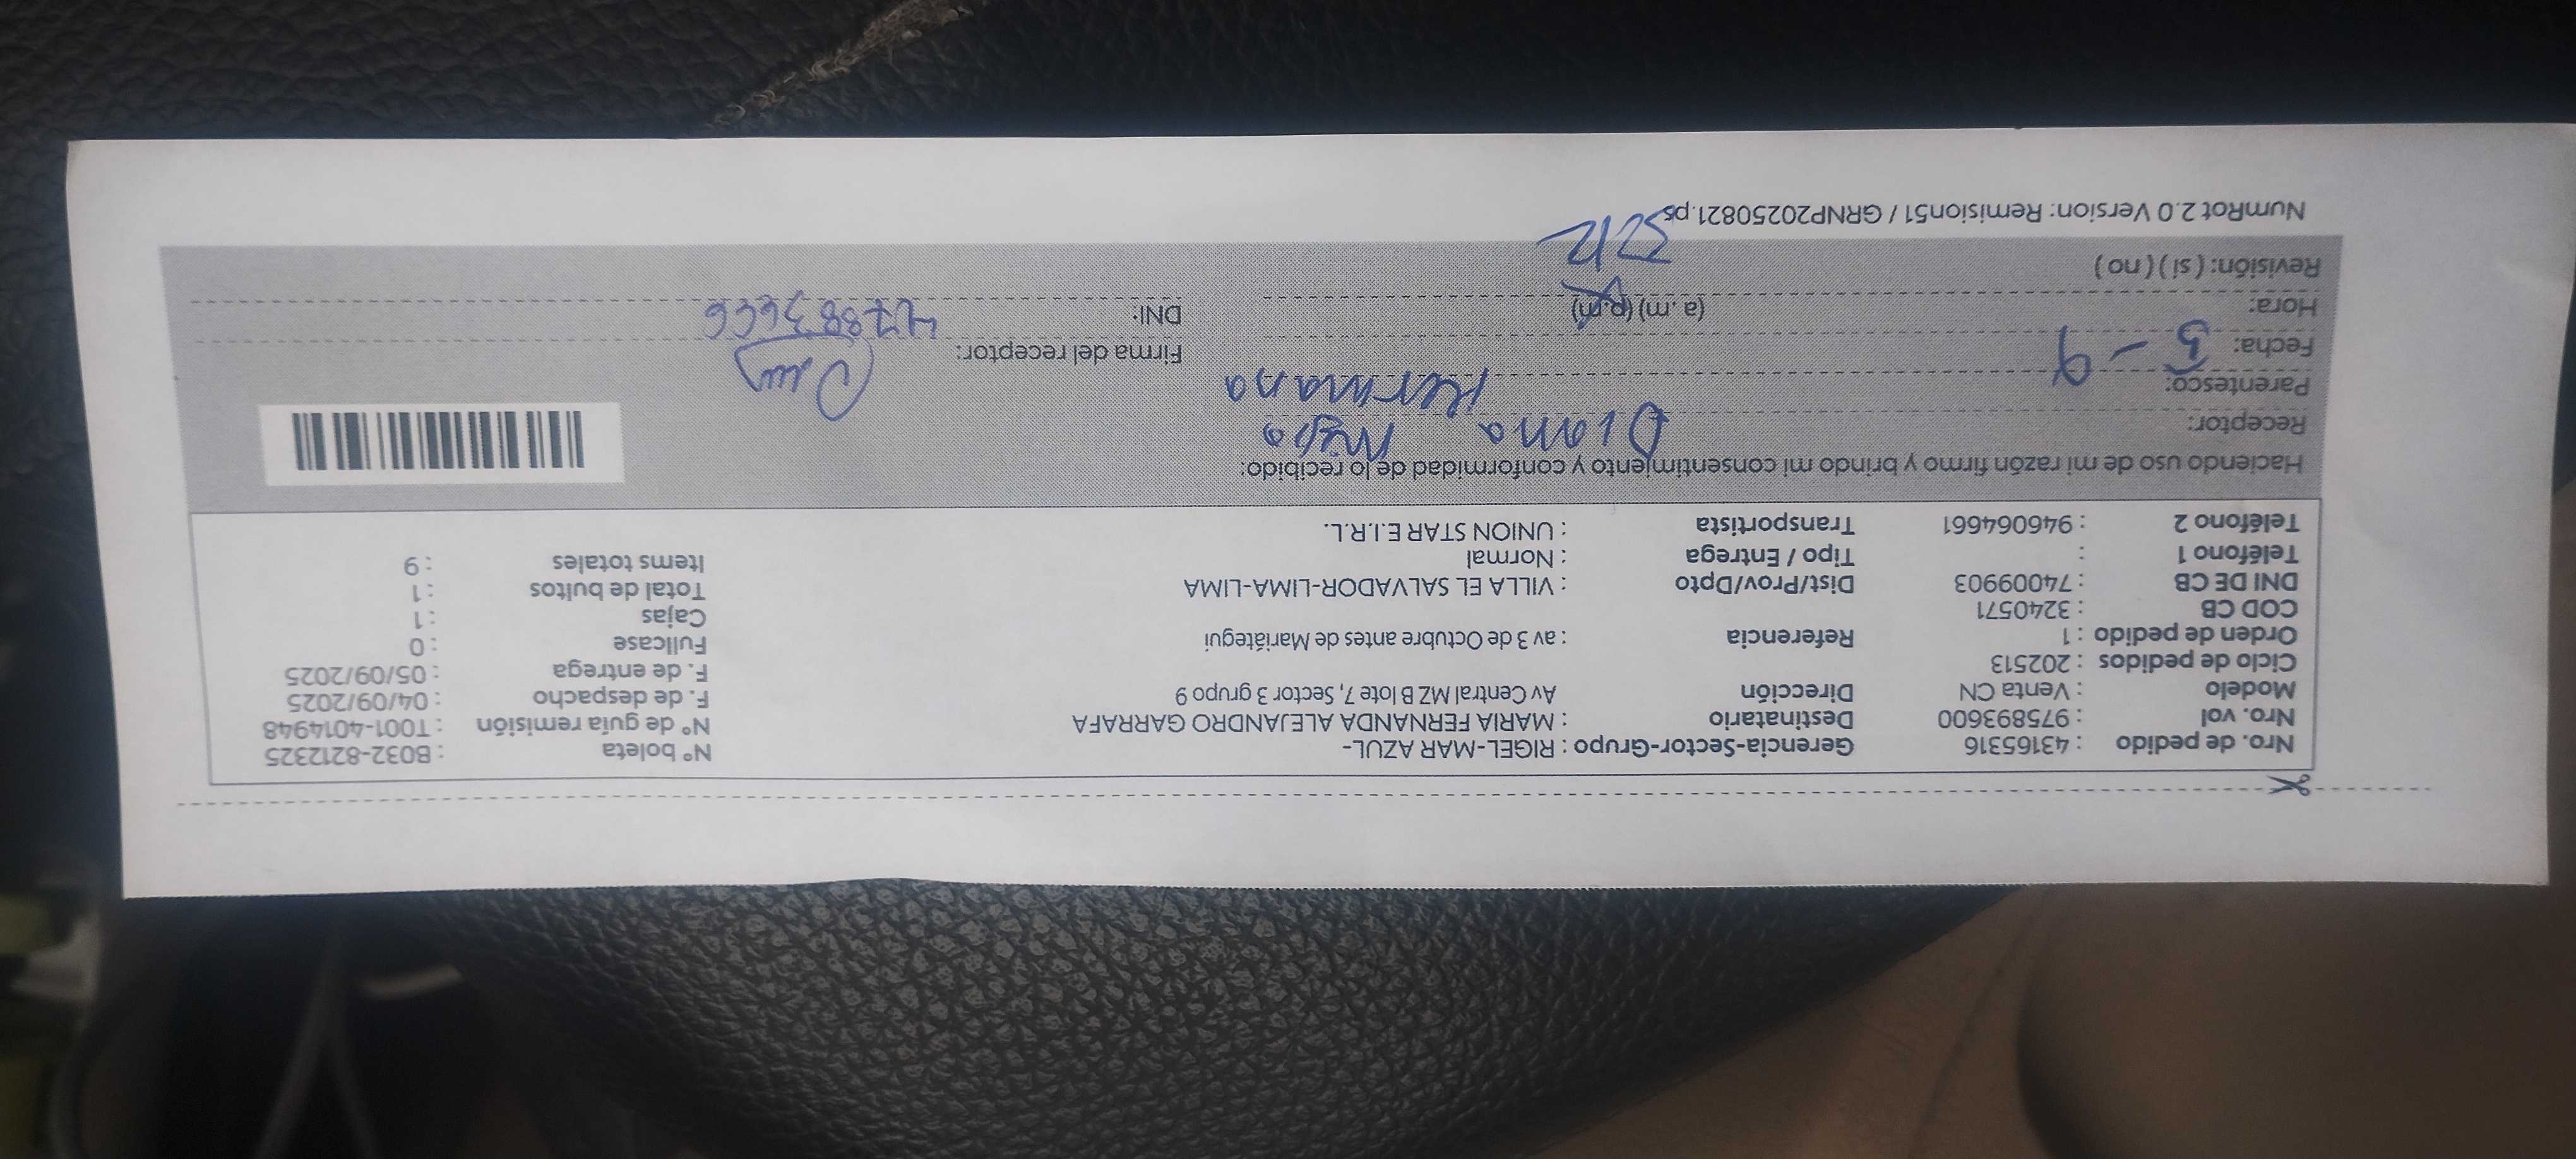 Nro. de pedido : 43165316 Gerencia-Sector-Grupo : RIGEL-MAR AZUL- N° boleta : B032-8212325
Nro. vol : 975893600 Destinatario : MARIA FERNANDA ALEJANDRO GARRAFA N° de guía remisión : T001-4014948
Modelo : Venta CN Dirección Av Central MZ B lote 7, Sector 3 grupo 9 F. de despacho : 04/09/2025
Ciclo de pedidos : 202513 F. de entrega : 05/09/2025
Orden de pedido : 1 Referencia : av 3 de Octubre antes de Mariátegui Fullcase : 0
COD CB : 3240571 Cajas : 1
DNI DE CB : 74009903 Dist/Prov/Dpto : VILLA EL SALVADOR-LIMA-LIMA Total de bultos : 1
Teléfono 1 : Tipo / Entrega : Normal Items totales : 9
Teléfono 2 : 946064661 Transportista : UNION STAR E.I.R.L.
Haciendo uso de mi razón firmo y brindo mi consentimiento y conformidad de lo recibido:
Receptor: Diana
Parentesco: Hermana
Fecha: 5-9 Firma del receptor:
Hora: (a. m) (p.m) DNI:
Revisión: ( si ) ( no )
NumRot 2.0 Version: Remision51 / GRNP20250821.ps